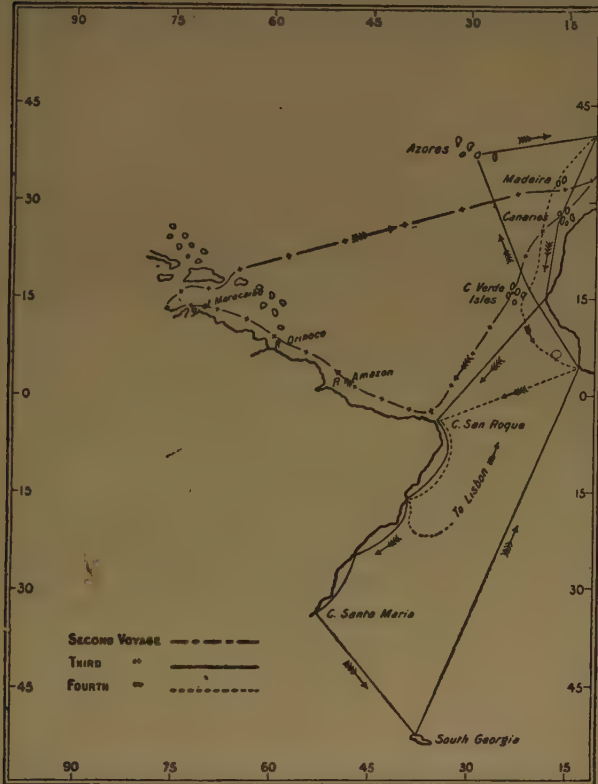 90 75 60 45 30 15
45 45
Azores
Madeira
30 30
Canaries
C. Verde
Isles
15 15
Maracaibo
R. Orinoco
R. Amazon
0 0
C. San Roque
15 15
To Lisbon
30 30
C. Santa Maria
SECOND VOYAGE
THIRD "
FOURTH "
45 45
South Georgia
90 75 60 45 30 15